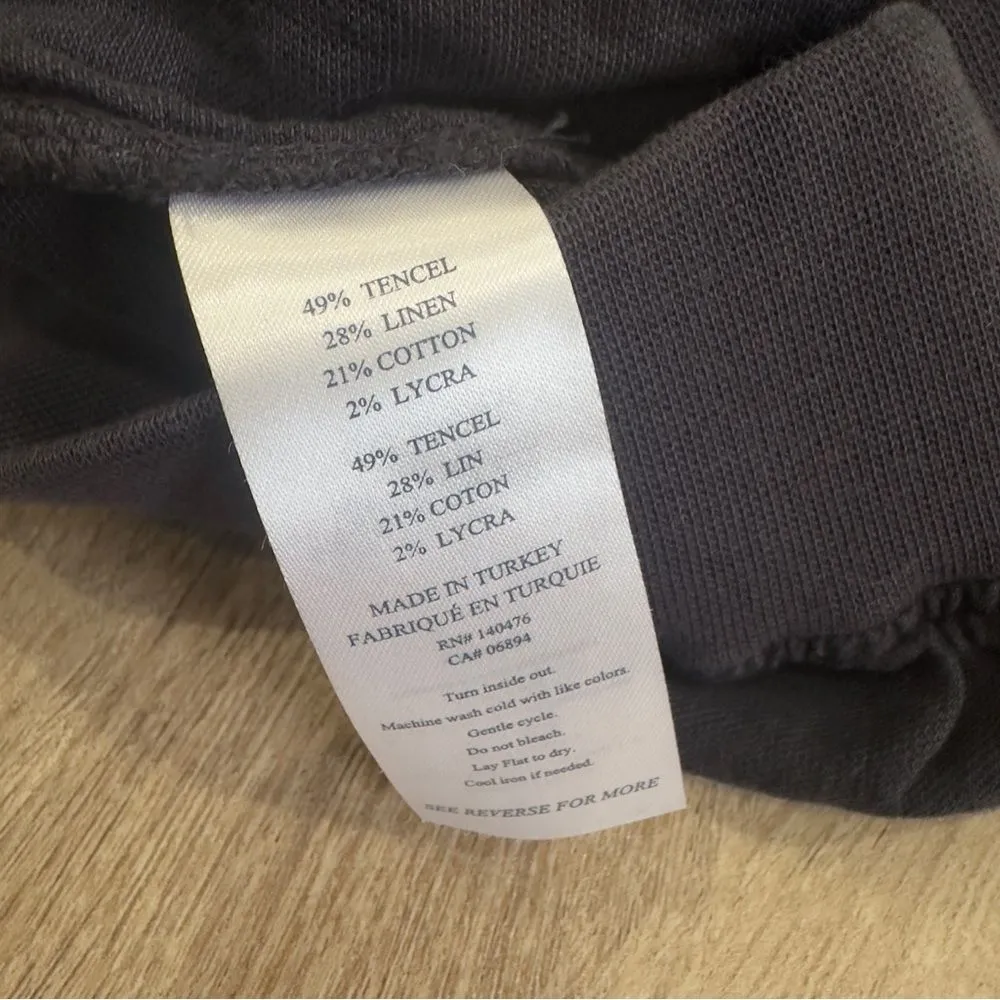 49% TENCEL
28% LINEN
21% COTTON
2% LYCRA
49% TENCEL
28% LIN
21% COTON
2% LYCRA
MADE IN TURKEY
FABRIQUÉ EN TURQUIE
RN# 140476
CA# 06894
Turn inside out.
Machine wash cold with like colors.
Gentle cycle.
Do not bleach.
Lay Flat to dry.
Cool iron if needed.
SEE REVERSE FOR MORE